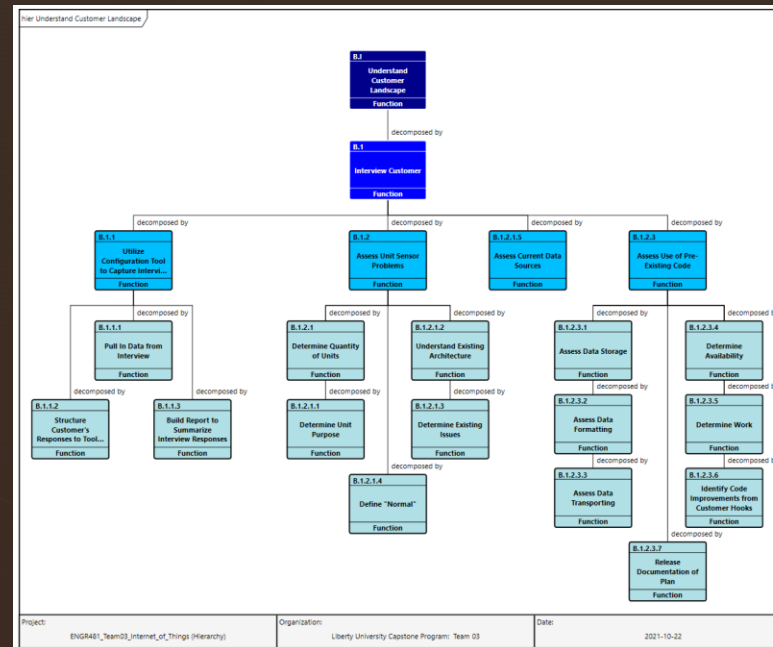 hier Understand Customer Landscape
B.I
Understand
Customer
Landscape
Function
decomposed by
B.1
Interview Customer
Function
decomposed by
decomposed by
decomposed by
decomposed by
B.1.1
Utilize
Configuration Tool
to Capture Intervi...
Function
B.1.2
Assess Unit Sensor
Problems
Function
B.1.2.1.5
Assess Current Data
Sources
Function
B.1.2.3
Assess Use of Pre-
Existing Code
Function
decomposed by
decomposed by
decomposed by
decomposed by
decomposed by
B.1.1.1
Pull In Data from
Interview
Function
B.1.2.1
Determine Quantity
of Units
Function
B.1.2.1.2
Understand Existing
Architecture
Function
B.1.2.3.1
Assess Data Storage
Function
B.1.2.3.4
Determine
Availability
Function
decomposed by
decomposed by
decomposed by
decomposed by
decomposed by
decomposed by
B.1.1.2
Structure
Customer's
Responses to Tool...
Function
B.1.1.3
Build Report to
Summarize
Interview Responses
Function
B.1.2.1.1
Determine Unit
Purpose
Function
B.1.2.1.3
Determine Existing
Issues
Function
B.1.2.3.2
Assess Data
Formatting
Function
B.1.2.3.5
Determine Work
Function
decomposed by
decomposed by
decomposed by
B.1.2.1.4
Define "Normal"
Function
B.1.2.3.3
Assess Data
Transporting
Function
B.1.2.3.6
Identify Code
Improvements from
Customer Hooks
Function
decomposed by
B.1.2.3.7
Release
Documentation of
Plan
Function
Project:
ENGR481_Team03_Internet_of_Things (Hierarchy)
Organization:
Liberty University Capstone Program: Team 03
Date:
2021-10-22